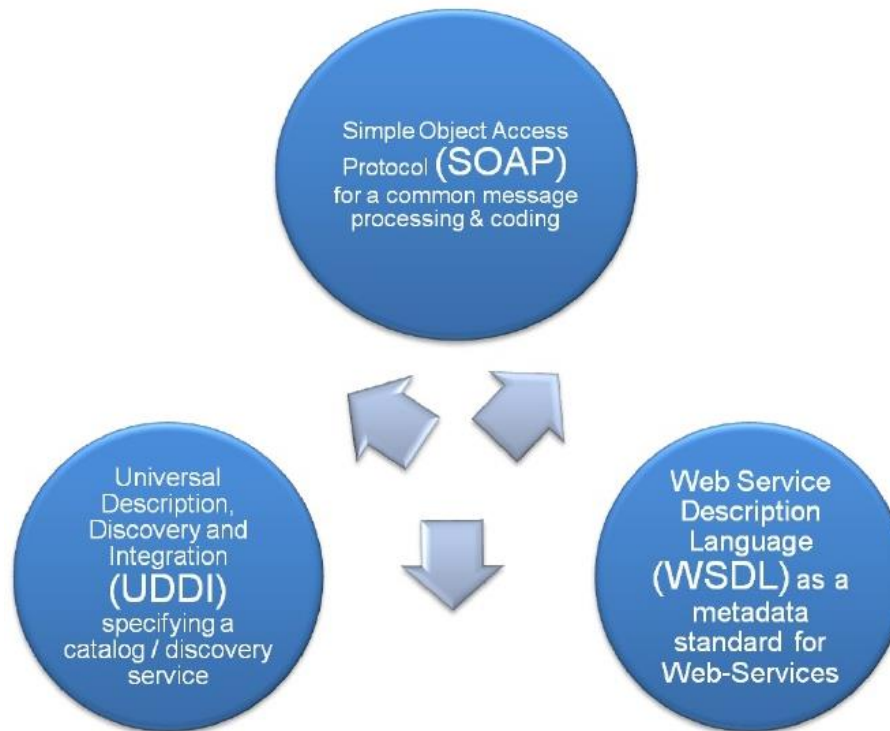 Simple Object Access
Protocol (SOAP)
for a common message
processing & coding
Universal
Description,
Discovery and
Integration
(UDDI)
specifying a
catalog / discovery
service
Web Service
Description
Language
(WSDL) as a
metadata
standard for
Web-Services